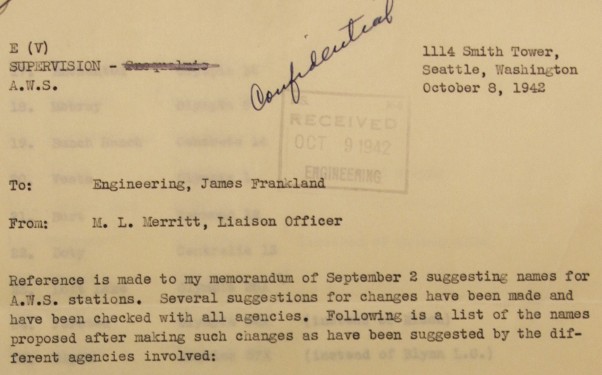 E (V)
SUPERVISION - Snoqualmie
A.W.S.
Confidential
1114 Smith Tower,
Seattle, Washington
October 8, 1942
RECEIVED
OCT 9 1942
ENGINEERING
To: Engineering, James Frankland
From: M. L. Merritt, Liaison Officer
Reference is made to my memorandum of September 2 suggesting names for
A.W.S. stations. Several suggestions for changes have been made and
have been checked with all agencies. Following is a list of the names
proposed after making such changes as have been suggested by the dif-
ferent agencies involved: